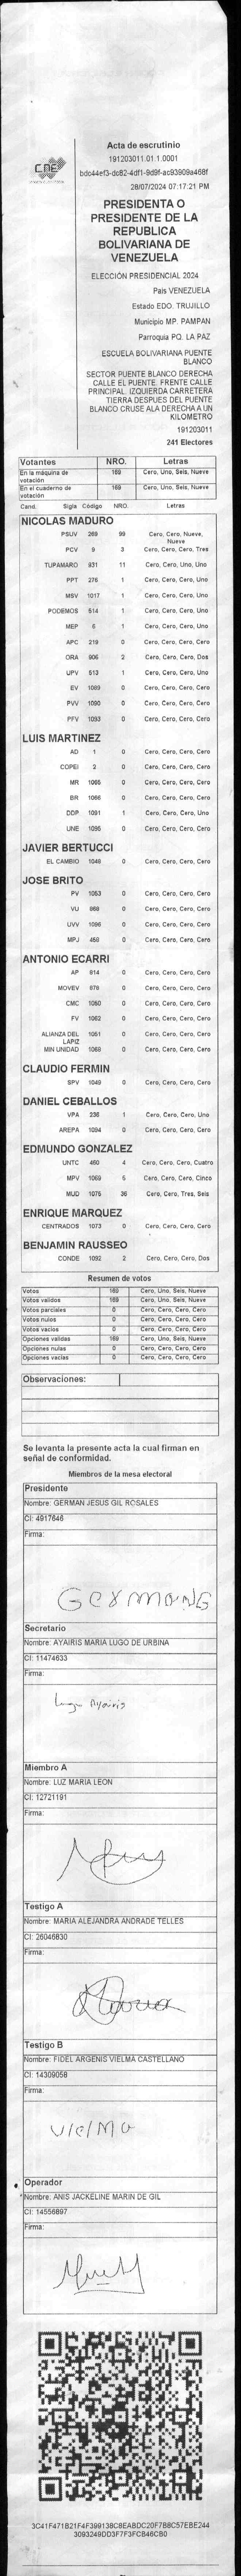 CNE
Acta de escrutinio
191203011.01.1.0001
bdc44ef3-dc82-4df1-9d9f-ac93909a468f
28/07/2024 07:17:21 PM
PRESIDENTA O
PRESIDENTE DE LA
REPUBLICA
BOLIVARIANA DE
VENEZUELA
ELECCIÓN PRESIDENCIAL 2024
Pais VENEZUELA
Estado EDO. TRUJILLO
Municipio MP. PAMPAN
Parroquia PQ. LA PAZ
ESCUELA BOLIVARIANA PUENTE
BLANCO
SECTOR PUENTE BLANCO DERECHA
CALLE EL PUENTE. FRENTE CALLE
PRINCIPAL. IZQUIERDA CARRETERA
TIERRA DESPUES DEL PUENTE
BLANCO CRUSE ALA DERECHA A UN
KILOMETRO
191203011
241 Electores
Votantes NRO. Letras
En la máquina de votación 169 Cero, Uno, Seis, Nueve
En el cuaderno de votación 169 Cero, Uno, Seis, Nueve
Cand. Sigla Código NRO. Letras
NICOLAS MADURO
PSUV 269 99 Cero, Cero, Nueve, Nueve
PCV 9 3 Cero, Cero, Cero, Tres
TUPAMARO 931 11 Cero, Cero, Uno, Uno
PPT 276 1 Cero, Cero, Cero, Uno
MSV 1017 1 Cero, Cero, Cero, Uno
PODEMOS 514 1 Cero, Cero, Cero, Uno
MEP 6 1 Cero, Cero, Cero, Uno
APC 219 0 Cero, Cero, Cero, Cero
ORA 906 2 Cero, Cero, Cero, Dos
UPV 513 1 Cero, Cero, Cero, Uno
EV 1089 0 Cero, Cero, Cero, Cero
PVV 1090 0 Cero, Cero, Cero, Cero
PFV 1093 0 Cero, Cero, Cero, Cero
LUIS MARTINEZ
AD 1 0 Cero, Cero, Cero, Cero
COPEI 2 0 Cero, Cero, Cero, Cero
MR 1065 0 Cero, Cero, Cero, Cero
BR 1066 0 Cero, Cero, Cero, Cero
DDP 1091 1 Cero, Cero, Cero, Uno
UNE 1095 0 Cero, Cero, Cero, Cero
JAVIER BERTUCCI
EL CAMBIO 1048 0 Cero, Cero, Cero, Cero
JOSE BRITO
PV 1053 0 Cero, Cero, Cero, Cero
VU 868 0 Cero, Cero, Cero, Cero
UVV 1096 0 Cero, Cero, Cero, Cero
MPJ 458 0 Cero, Cero, Cero, Cero
ANTONIO ECARRI
AP 814 0 Cero, Cero, Cero, Cero
MOVEV 878 0 Cero, Cero, Cero, Cero
CMC 1050 0 Cero, Cero, Cero, Cero
FV 1062 0 Cero, Cero, Cero, Cero
ALIANZA DEL LAPIZ 1051 0 Cero, Cero, Cero, Cero
MIN UNIDAD 1069 0 Cero, Cero, Cero, Cero
CLAUDIO FERMIN
SPV 1049 0 Cero, Cero, Cero, Cero
DANIEL CEBALLOS
VPA 236 1 Cero, Cero, Cero, Uno
AREPA 1094 0 Cero, Cero, Cero, Cero
EDMUNDO GONZALEZ
UNTC 460 4 Cero, Cero, Cero, Cuatro
MPV 1069 5 Cero, Cero, Cero, Cinco
MUD 1075 36 Cero, Cero, Tres, Seis
ENRIQUE MARQUEZ
CENTRADOS 1073 0 Cero, Cero, Cero, Cero
BENJAMIN RAUSSEO
CONDE 1092 2 Cero, Cero, Cero, Dos
Resumen de votos
Votos 169 Cero, Uno, Seis, Nueve
Votos validos 169 Cero, Uno, Seis, Nueve
Votos parciales 0 Cero, Cero, Cero, Cero
Votos nulos 0 Cero, Cero, Cero, Cero
Votos vacios 0 Cero, Cero, Cero, Cero
Opciones validas 169 Cero, Uno, Seis, Nueve
Opciones nulas 0 Cero, Cero, Cero, Cero
Opciones vacias 0 Cero, Cero, Cero, Cero
Observaciones:
Se levanta la presente acta la cual firman en
señal de conformidad.
Miembros de la mesa electoral
Presidente
Nombre: GERMAN JESUS GIL ROSALES
CI: 4917646
Firma:
Secretario
Nombre: AYAIRIS MARIA LUGO DE URBINA
CI: 11474633
Firma:
Lugo Ayairis
Miembro A
Nombre: LUZ MARIA LEON
CI: 12721191
Firma:
Testigo A
Nombre: MARIA ALEJANDRA ANDRADE TELLES
CI: 26046830
Firma:
Testigo B
Nombre: FIDEL ARGENIS VIELMA CASTELLANO
CI: 14309058
Firma:
VielMa
Operador
Nombre: ANIS JACKELINE MARIN DE GIL
CI: 14556897
Firma:
3C41F471B21F4F399138C8EABDC20F7B8C57EBE244
3093249DD3F7F3FCB46CB0